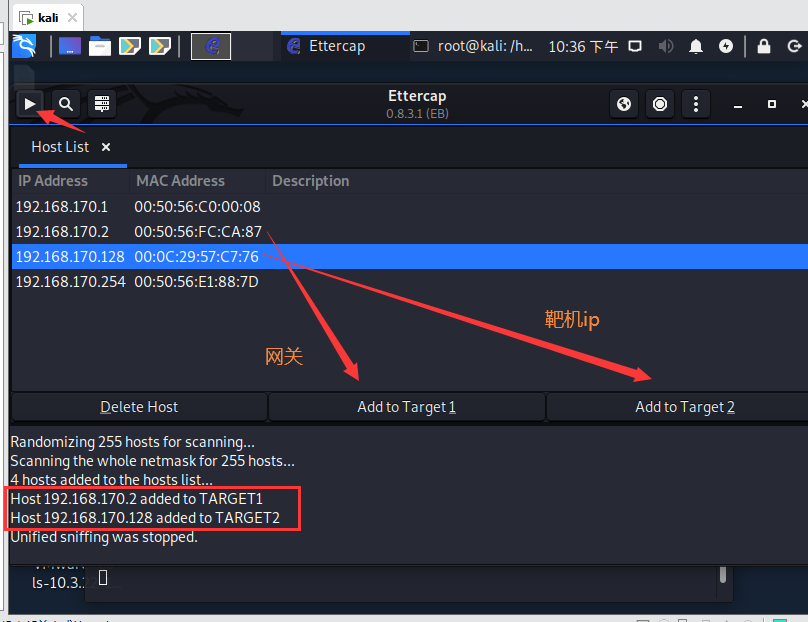 kali
Ettercap
root@kali: /h...
10:36 下午
Ettercap
0.8.3.1 (EB)
Host List
IP Address MAC Address Description
192.168.170.1 00:50:56:C0:00:08
192.168.170.2 00:50:56:FC:CA:87
192.168.170.128 00:0C:29:57:C7:76
192.168.170.254 00:50:56:E1:88:7D
靶机ip
网关
Delete Host Add to Target 1 Add to Target 2
Randomizing 255 hosts for scanning...
Scanning the whole netmask for 255 hosts...
4 hosts added to the hosts list...
Host 192.168.170.2 added to TARGET1
Host 192.168.170.128 added to TARGET2
Unified sniffing was stopped.
ls-10.3.